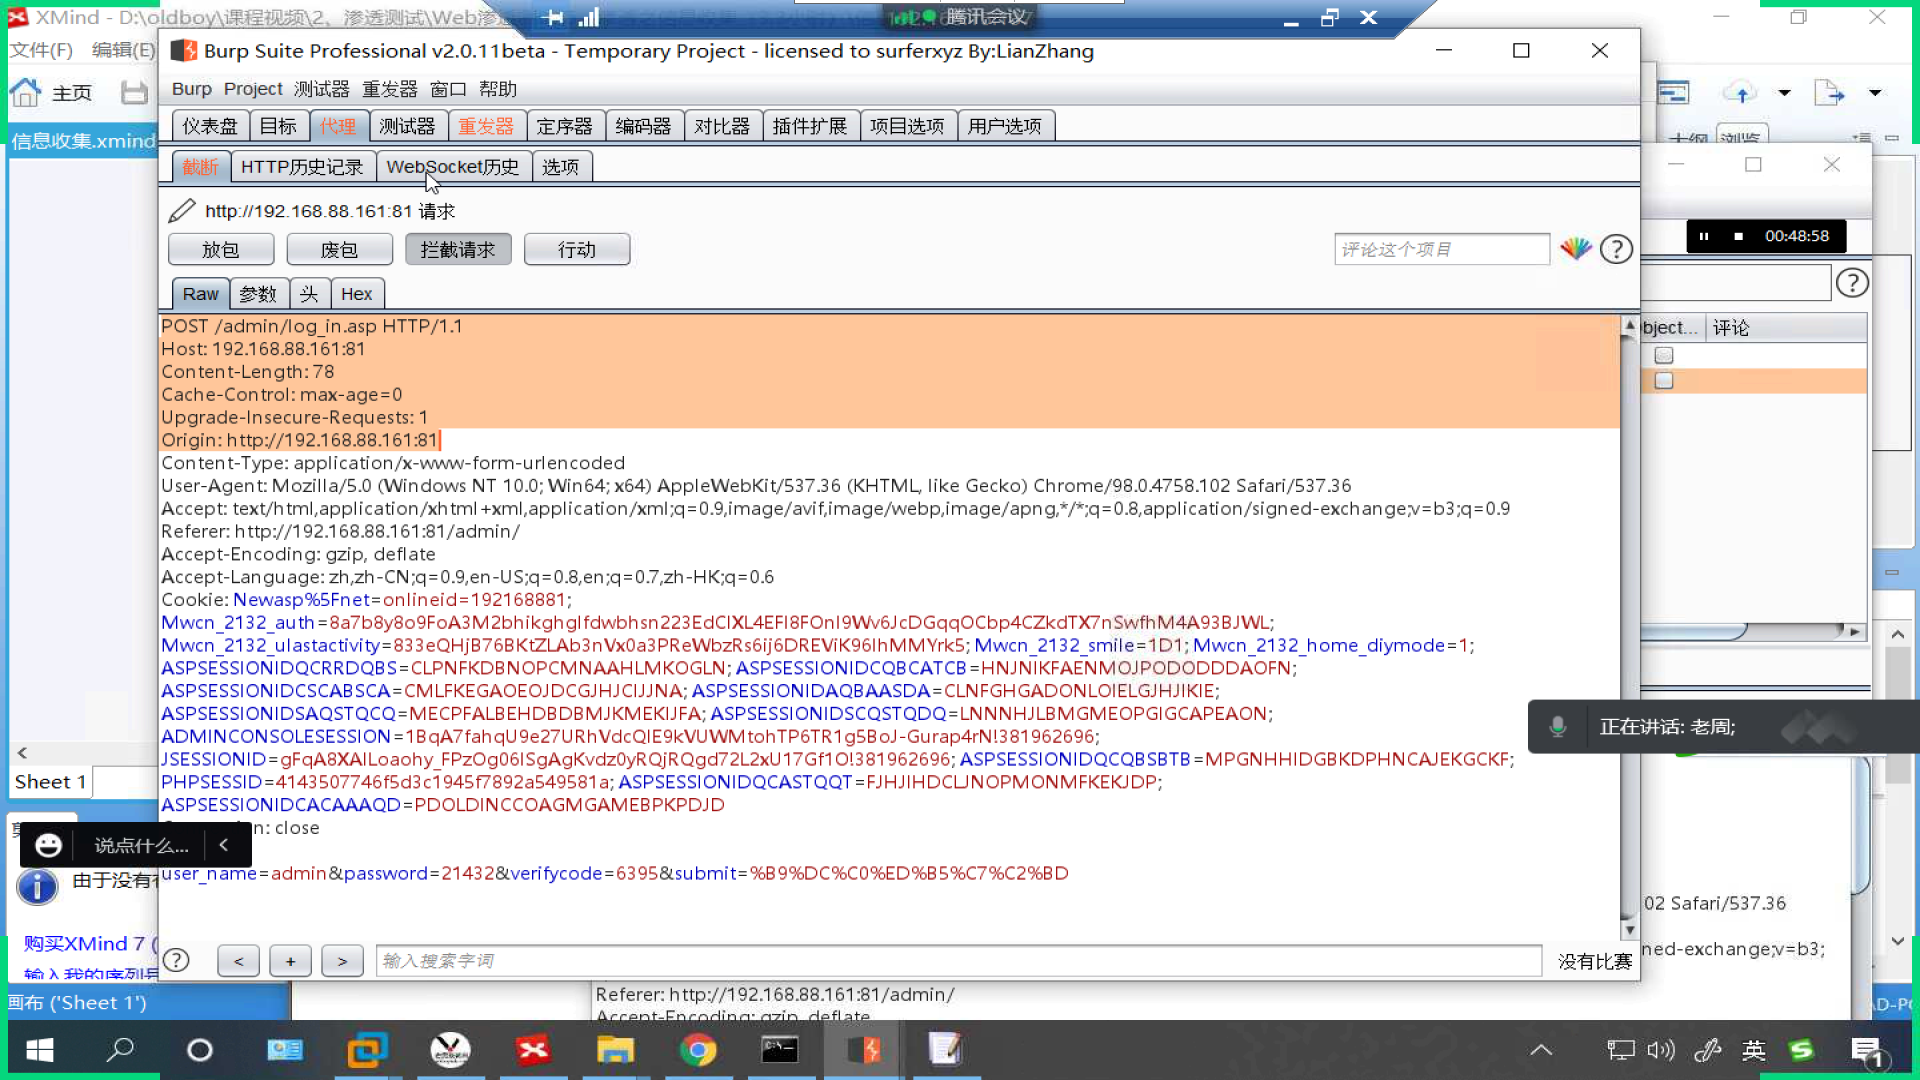 XMind - D:\oldboy\课程视频\2、渗透测试\Web渗
腾讯会议
文件(F) 编辑(E)
Burp Suite Professional v2.0.11beta - Temporary Project - licensed to surferxyz By:LianZhang
Burp Project 测试器 重发器 窗口 帮助
主页
仪表盘 目标 代理 测试器 重发器 定序器 编码器 对比器 插件扩展 项目选项 用户选项
信息收集.xmind
截断 HTTP历史记录 WebSocket历史 选项
http://192.168.88.161:81 请求
00:48:58
放包 废包 拦截请求 行动 评论这个项目
Raw 参数 头 Hex
bject... 评论
POST /admin/log_in.asp HTTP/1.1
Host: 192.168.88.161:81
Content-Length: 78
Cache-Control: max-age=0
Upgrade-Insecure-Requests: 1
Origin: http://192.168.88.161:81
Content-Type: application/x-www-form-urlencoded
User-Agent: Mozilla/5.0 (Windows NT 10.0; Win64; x64) AppleWebKit/537.36 (KHTML, like Gecko) Chrome/98.0.4758.102 Safari/537.36
Accept: text/html,application/xhtml+xml,application/xml;q=0.9,image/avif,image/webp,image/apng,*/*;q=0.8,application/signed-exchange;v=b3;q=0.9
Referer: http://192.168.88.161:81/admin/
Accept-Encoding: gzip, deflate
Accept-Language: zh,zh-CN;q=0.9,en-US;q=0.8,en;q=0.7,zh-HK;q=0.6
Cookie: Newasp%5Fnet=onlineid=192168881;
Mwcn_2132_auth=8a7b8y8o9FoA3M2bhikghglfdwbhsn223EdCIXL4EFI8FOnI9Wv6JcDGqqOCbp4CZkdTX7nSwfhM4A93BJWL;
Mwcn_2132_ulastactivity=833eQHjB76BKtZLAb3nVx0a3PReWbzRs6ij6DREViK96IhMMYrk5; Mwcn_2132_smile=1D1; Mwcn_2132_home_diymode=1;
ASPSESSIONIDQCRRDQBS=CLPNFKDBNOPCMNAAHLMKOGLN; ASPSESSIONIDCQBCATCB=HNJNIKFAENMOJPODODDDAOFN;
ASPSESSIONIDCSCABSCA=CMLFKEGAOEOJDCGJHJCIJJNA; ASPSESSIONIDAQBAASDA=CLNFGHGADONLOIELGJHJIKIE;
ASPSESSIONIDSAQSTQCQ=MECPFALBEHDBDBMJKMEKIJFA; ASPSESSIONIDSCQSTQDQ=LNNNHJLBMGMEOPGIGCAPEAON;
ADMINCONSOLESESSION=1BqA7fahqU9e27URhVdcQIE9kVUWMtohTP6TR1g5BoJ-Gurap4rN!381962696;
JSESSIONID=gFqA8XAILoaohy_FPzOg06ISgAgKvdz0yRQjRQgd72L2xU17Gf1O!381962696; ASPSESSIONIDQCQBSBTB=MPGNHHIDGBKDPHNCAJEKGCKF;
PHPSESSID=4143507746f5d3c1945f7892a549581a; ASPSESSIONIDQCASTQQT=FJHJIHDCLJNOPMONMFKEKJDP;
ASPSESSIONIDCACAAAQD=PDOLDINCCOAGMGAMEBPKPDJD
n: close
user_name=admin&password=21432&verifycode=6395&submit=%B9%DC%C0%ED%B5%C7%C2%BD
正在讲话: 老周;
Sheet 1
说点什么...
由于没有
购买XMind 7 (
输入我的序列号
画布 ('Sheet 1')
< + > 输入搜索字词 没有比赛
02 Safari/537.36
ned-exchange;v=b3;
Referer: http://192.168.88.161:81/admin/
Accept-Encoding: gzip, deflate
AD-PC
英
1